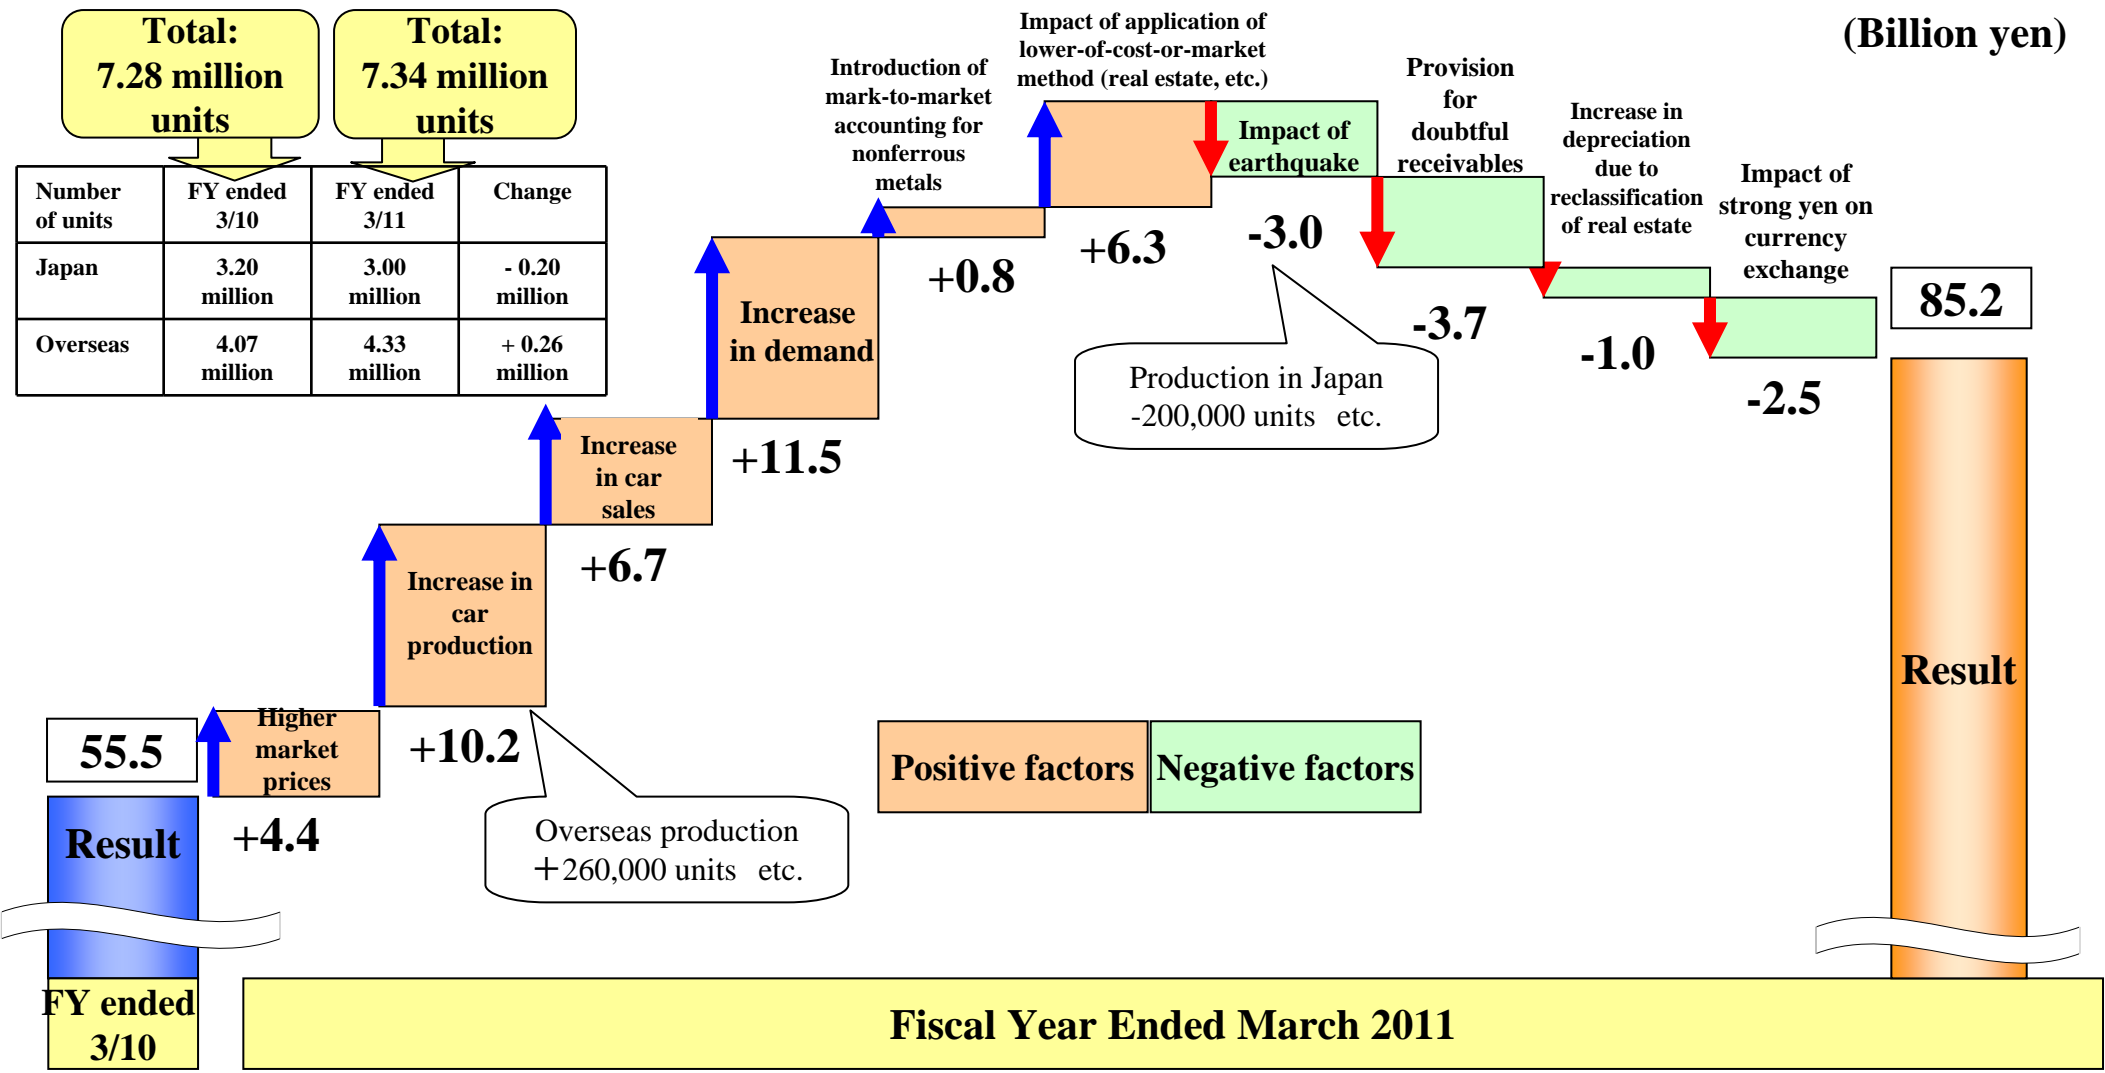 Total:
7.28 million
units
Total:
7.34 million
units
(Billion yen)
Number
of units
FY ended
3/10
FY ended
3/11
Change
Japan
3.20
million
3.00
million
- 0.20
million
Overseas
4.07
million
4.33
million
+ 0.26
million
55.5
Result
FY ended
3/10
Higher
market
prices
+4.4
Increase in
car
production
+10.2
Overseas production
+260,000 units etc.
Increase
in car
sales
+6.7
Increase
in demand
+11.5
Introduction of
mark-to-market
accounting for
nonferrous
metals
+0.8
Impact of application of
lower-of-cost-or-market
method (real estate, etc.)
+6.3
Impact of
earthquake
-3.0
Production in Japan
-200,000 units etc.
Provision
for
doubtful
receivables
-3.7
Increase in
depreciation
due to
reclassification
of real estate
-1.0
Impact of
strong yen on
currency
exchange
-2.5
85.2
Result
Positive factors
Negative factors
Fiscal Year Ended March 2011